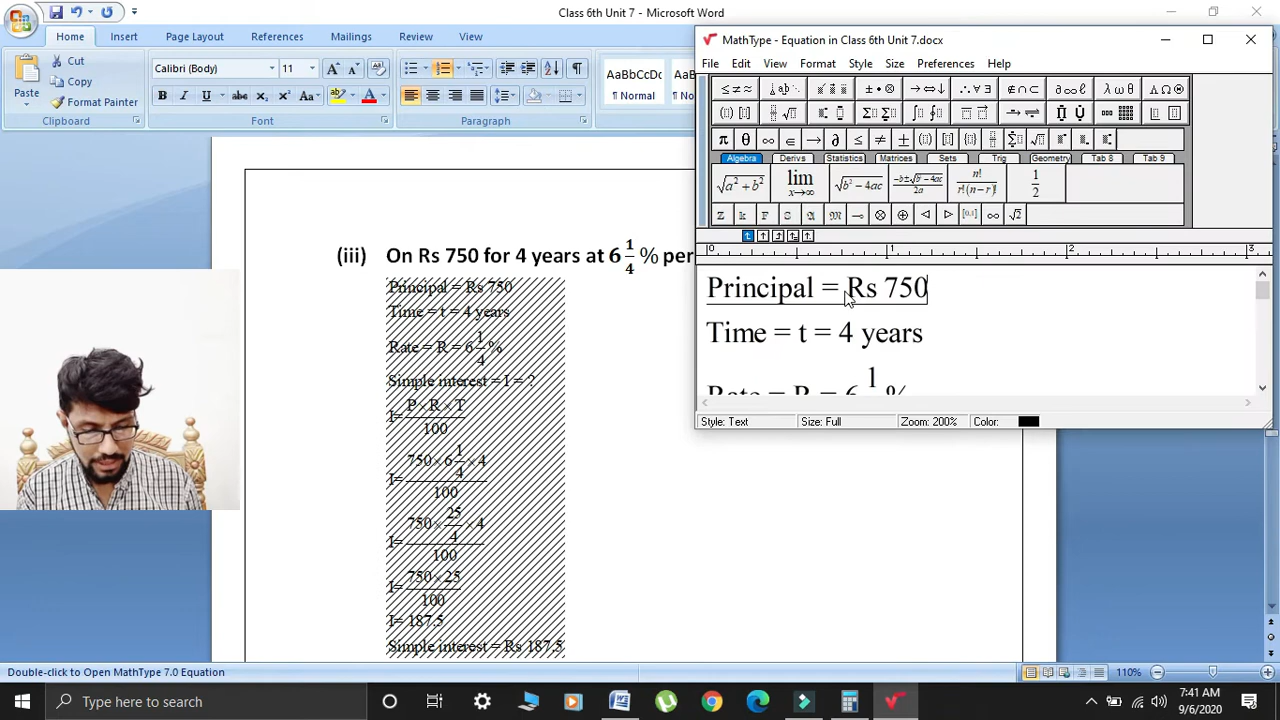 Class 6th Unit 7 - Microsoft Word
Home Insert Page Layout References Mailings Review View
Paste
Cut
Copy
Format Painter
Clipboard
Calibri (Body) 11
Font
Paragraph
AaBbCcDc
¶ Normal
MathType - Equation in Class 6th Unit 7.docx
File Edit View Format Style Size Preferences Help
Algebra Derivs Statistics Matrices Sets Trig Geometry Tab 8 Tab 9
0 1 2 3
Principal = Rs 750
Time = t = 4 years
Rate = R = 6 1/4 %
Style: Text Size: Full Zoom: 200% Color:
(iii) On Rs 750 for 4 years at 6 1/4 % per
Principal = Rs 750
Time = t = 4 years
Rate = R = 6 1/4 %
Simple interest = I = ?
I= P×R×T/100
I= 750×6 1/4×4/100
I= 750×25/4×4/100
I= 750×25/100
I= 187.5
Simple interest = Rs 187.5
Double-click to Open MathType 7.0 Equation
110%
Type here to search
7:41 AM
9/6/2020